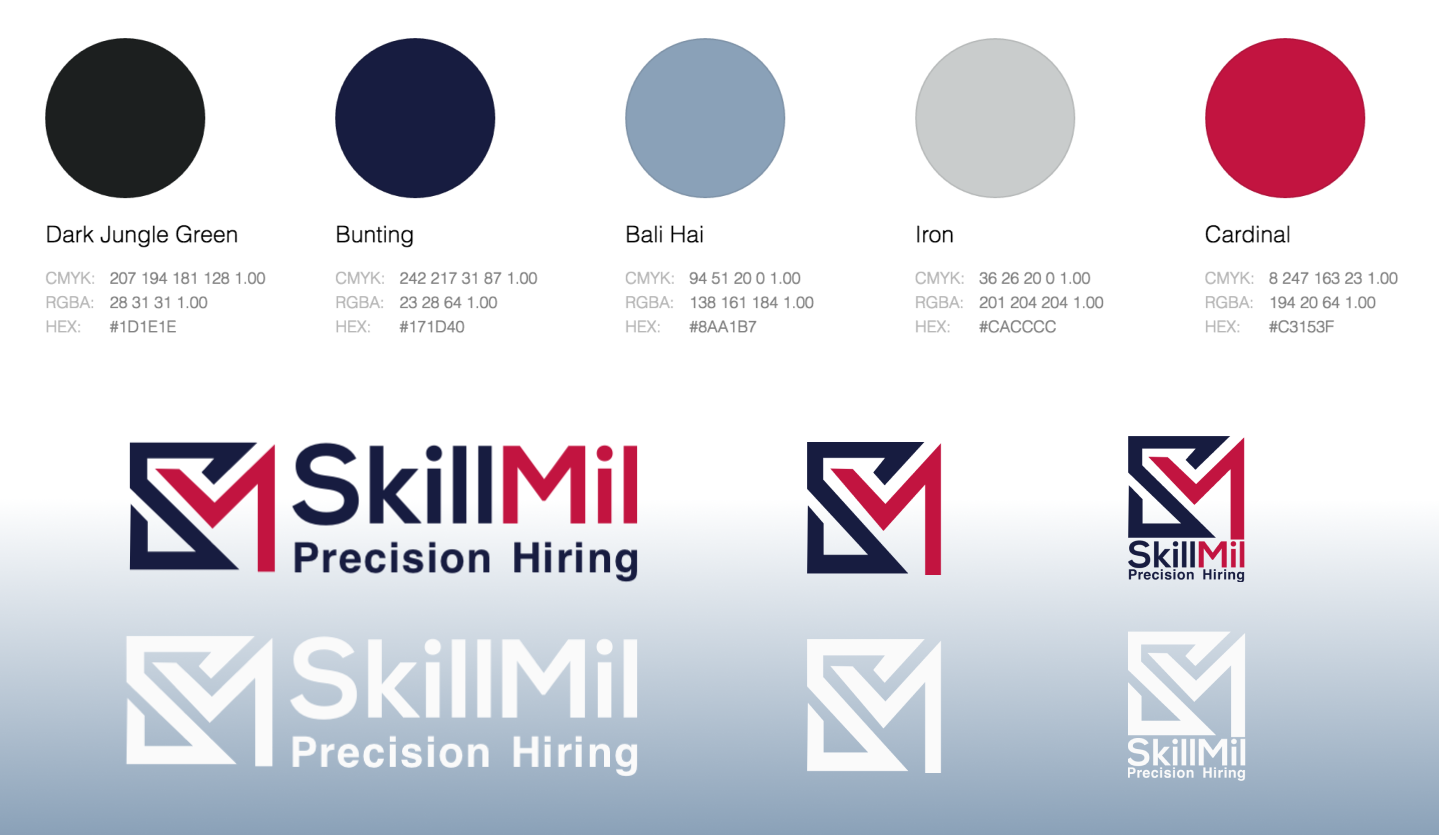 Dark Jungle Green
CMYK: 207 194 181 128 1.00
RGBA: 28 31 31 1.00
HEX: #1D1E1E
Bunting
CMYK: 242 217 31 87 1.00
RGBA: 23 28 64 1.00
HEX: #171D40
Bali Hai
CMYK: 94 51 20 0 1.00
RGBA: 138 161 184 1.00
HEX: #8AA1B7
Iron
CMYK: 36 26 20 0 1.00
RGBA: 201 204 204 1.00
HEX: #CACCCC
Cardinal
CMYK: 8 247 163 23 1.00
RGBA: 194 20 64 1.00
HEX: #C3153F
SkillMil
Precision Hiring
SkillMil
Precision Hiring
SkillMil
Precision Hiring
SkillMil
Precision Hiring